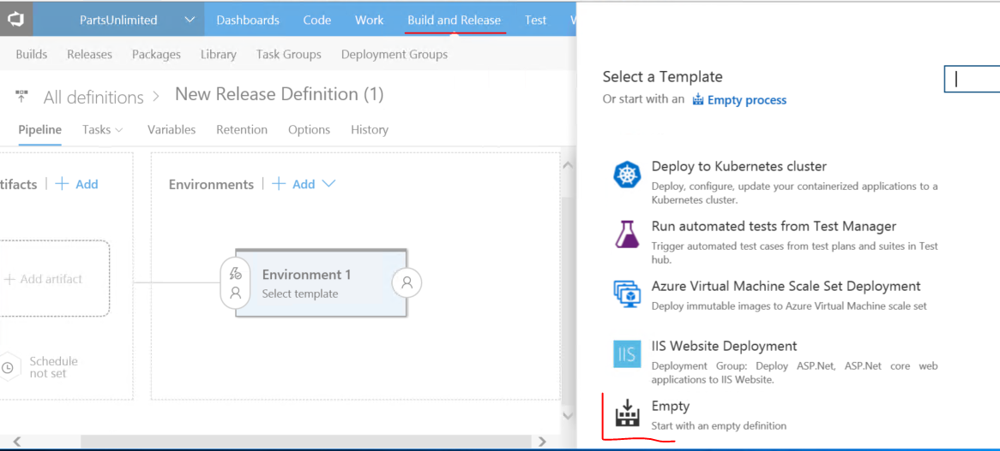 PartsUnlimited
Dashboards
Code
Work
Build and Release
Test
W
Builds
Releases
Packages
Library
Task Groups
Deployment Groups
All definitions > New Release Definition (1)
Pipeline
Tasks
Variables
Retention
Options
History
tifacts | + Add
Environments | + Add
+ Add artifact
Environment 1
Select template
Schedule
not set
Select a Template
Or start with an Empty process
Deploy to Kubernetes cluster
Deploy, configure, update your containerized applications to a
Kubernetes cluster.
Run automated tests from Test Manager
Trigger automated test cases from test plans and suites in Test
hub.
Azure Virtual Machine Scale Set Deployment
Deploy immutable images to Azure Virtual Machine scale set
IIS
IIS Website Deployment
Deployment Group: Deploy ASP.Net, ASP.Net core web
applications to IIS Website.
Empty
Start with an empty definition